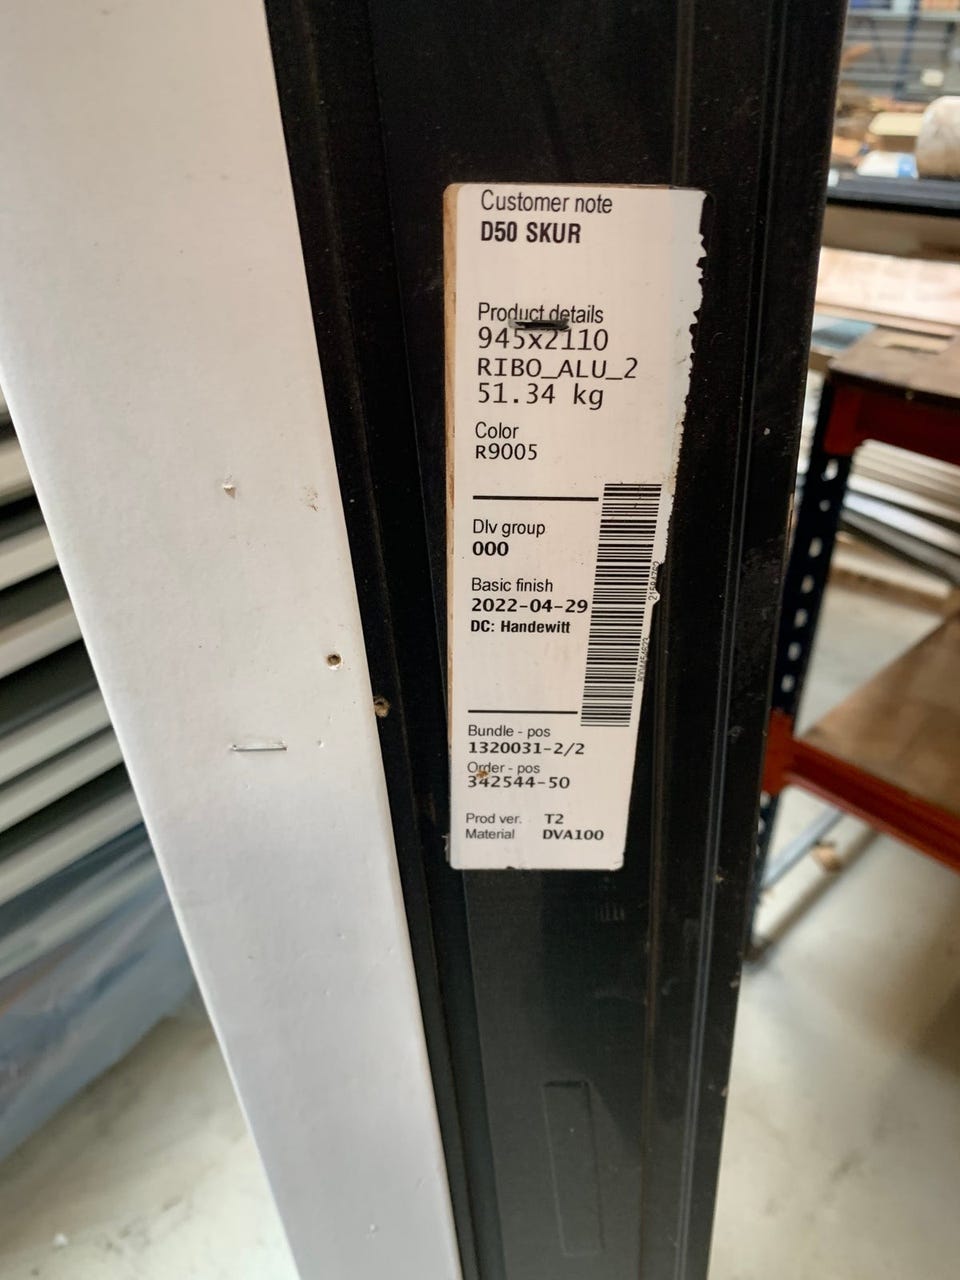 Customer note
D50 SKUR
Product details
945x2110
RIBO_ALU_2
51.34 kg
Color
R9005
Dlv group
000
Basic finish
2022-04-29
DC: Handewitt
Bundle - pos
1320031-2/2
Order - pos
342544-50
Prod ver. T2
Material DVA100